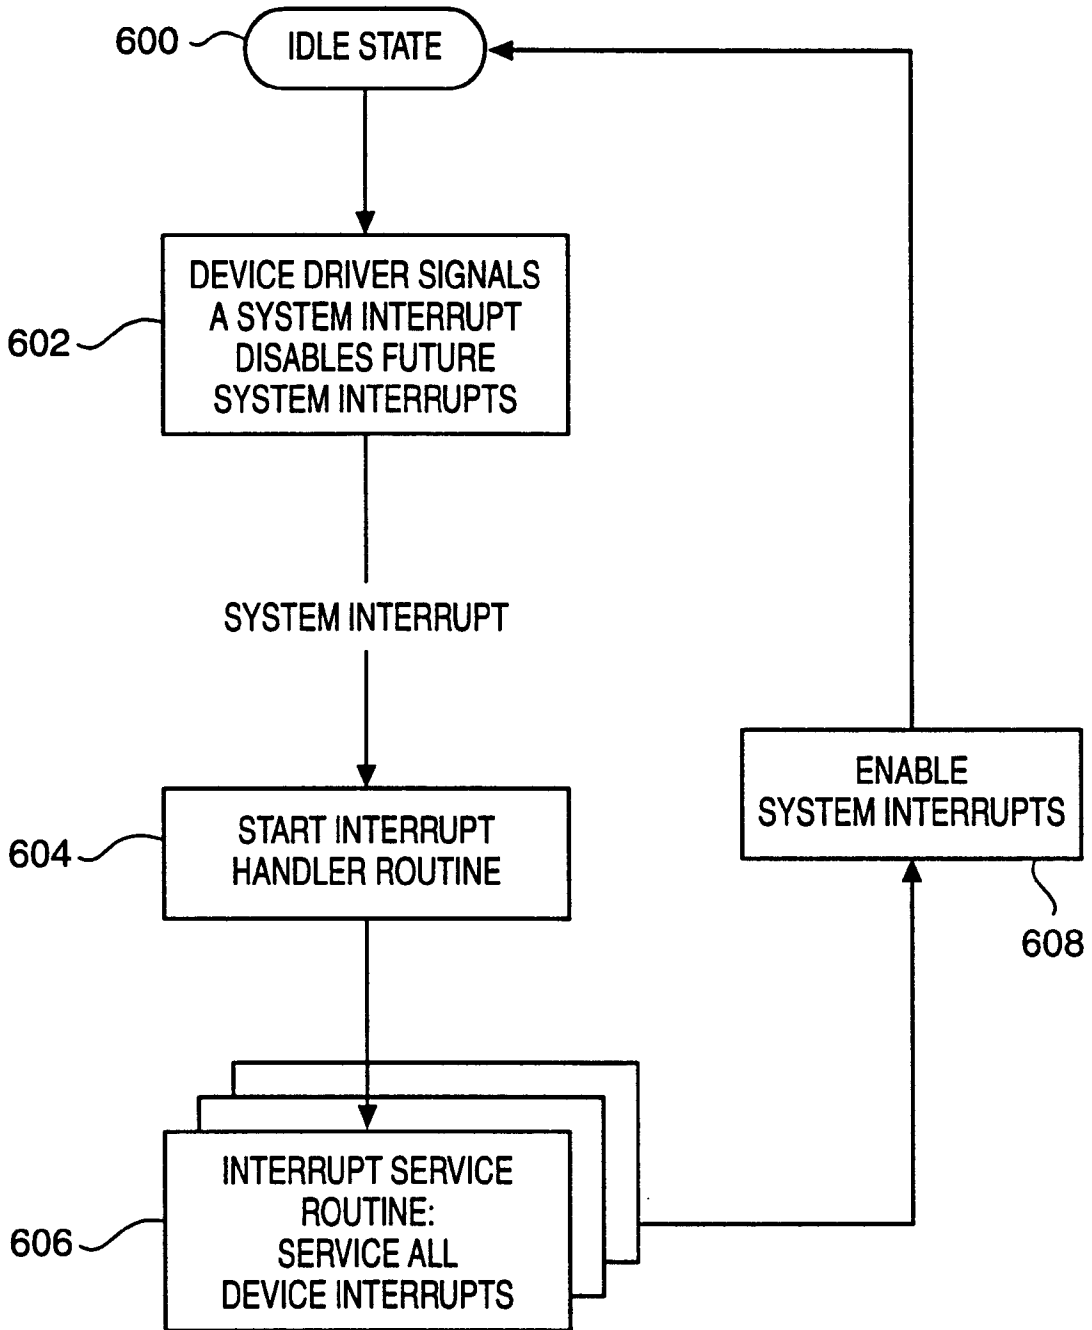 600
IDLE STATE
602
DEVICE DRIVER SIGNALS
A SYSTEM INTERRUPT
DISABLES FUTURE
SYSTEM INTERRUPTS
SYSTEM INTERRUPT
604
START INTERRUPT
HANDLER ROUTINE
606
INTERRUPT SERVICE
ROUTINE:
SERVICE ALL
DEVICE INTERRUPTS
ENABLE
SYSTEM INTERRUPTS
608